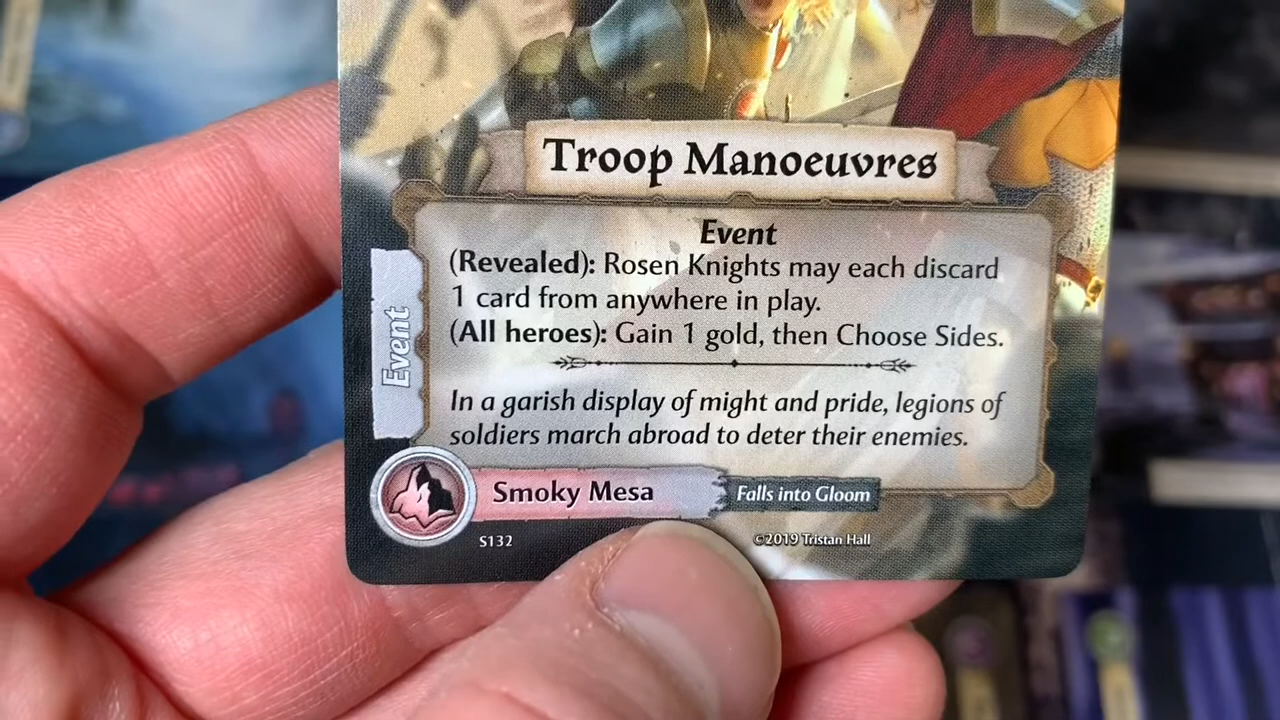 Troop Manoeuvres
Event
(Revealed): Rosen Knights may each discard
1 card from anywhere in play.
(All heroes): Gain 1 gold, then Choose Sides.
In a garish display of might and pride, legions of
soldiers march abroad to deter their enemies.
Event
Smoky Mesa
Falls into Gloom
S132
©2019 Tristan Hall